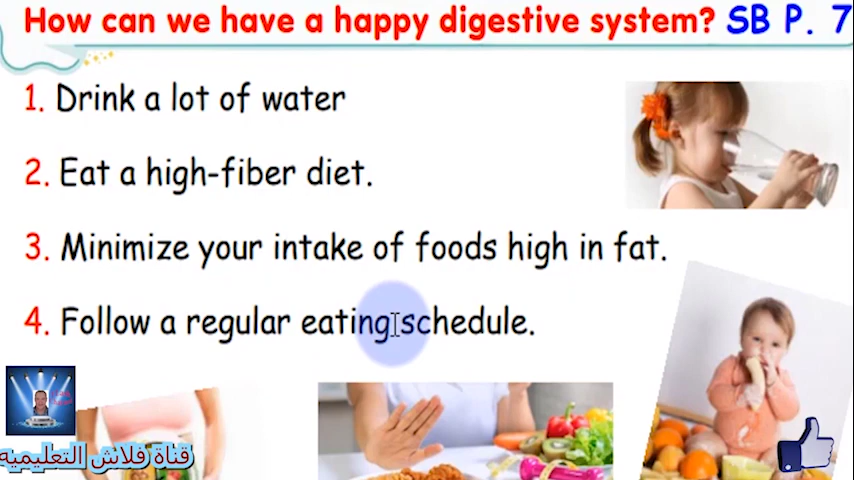 How can we have a happy digestive system? SB P. 7
1. Drink a lot of water
2. Eat a high-fiber diet.
3. Minimize your intake of foods high in fat.
4. Follow a regular eating schedule.
قناة فلاش التعليمية